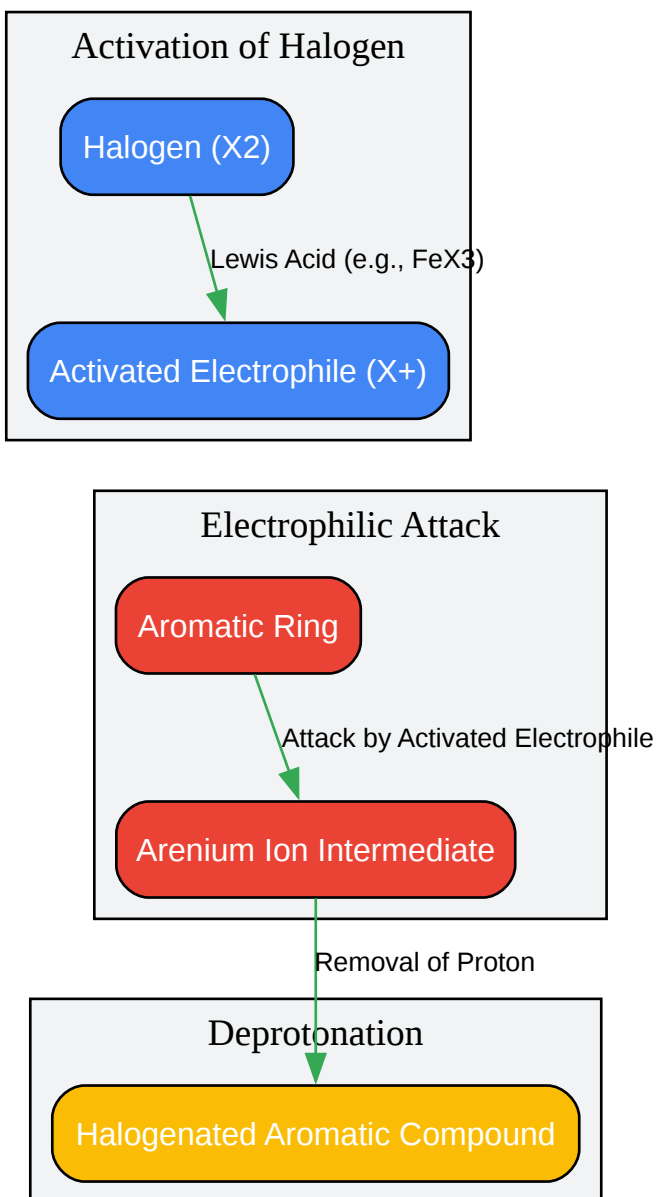 Activation of Halogen
Halogen (X2)
Lewis Acid (e.g., FeX3)
Activated Electrophile (X+)
Electrophilic Attack
Aromatic Ring
Attack by Activated Electrophile
Arenium Ion Intermediate
Removal of Proton
Deprotonation
Halogenated Aromatic Compound